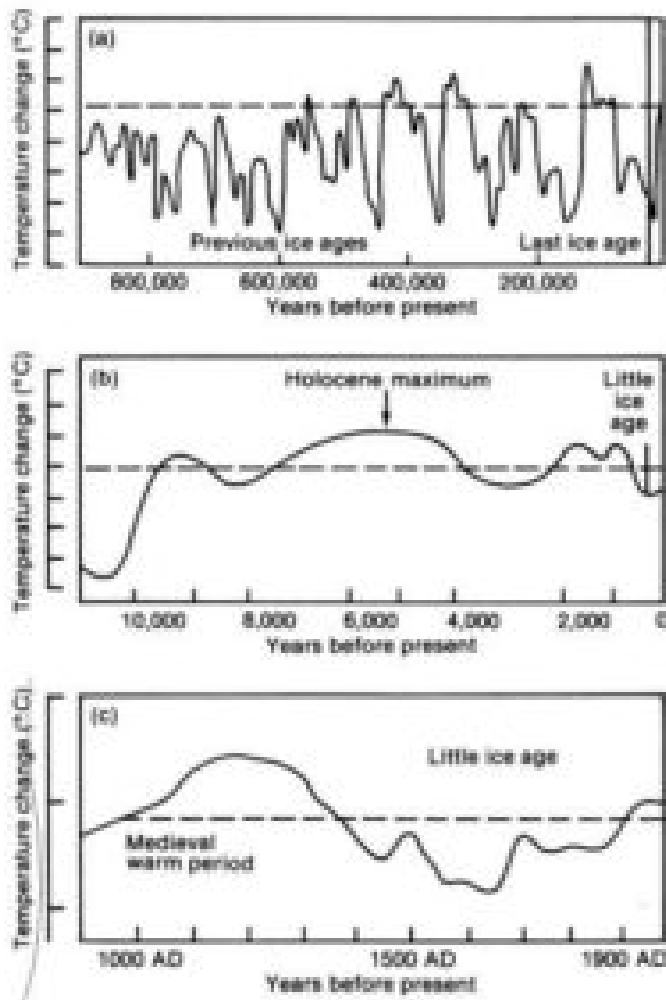 (a)
Temperature change (°C)
Previous ice ages
Last ice age
800,000
600,000
400,000
200,000
Years before present
(b)
Temperature change (°C)
Holocene maximum
Little
ice
age
10,000
8,000
6,000
4,000
2,000
0
Years before present
(c)
Temperature change (°C)
Little ice age
Medieval
warm period
1000 AD
1500 AD
1900 AD
Years before present